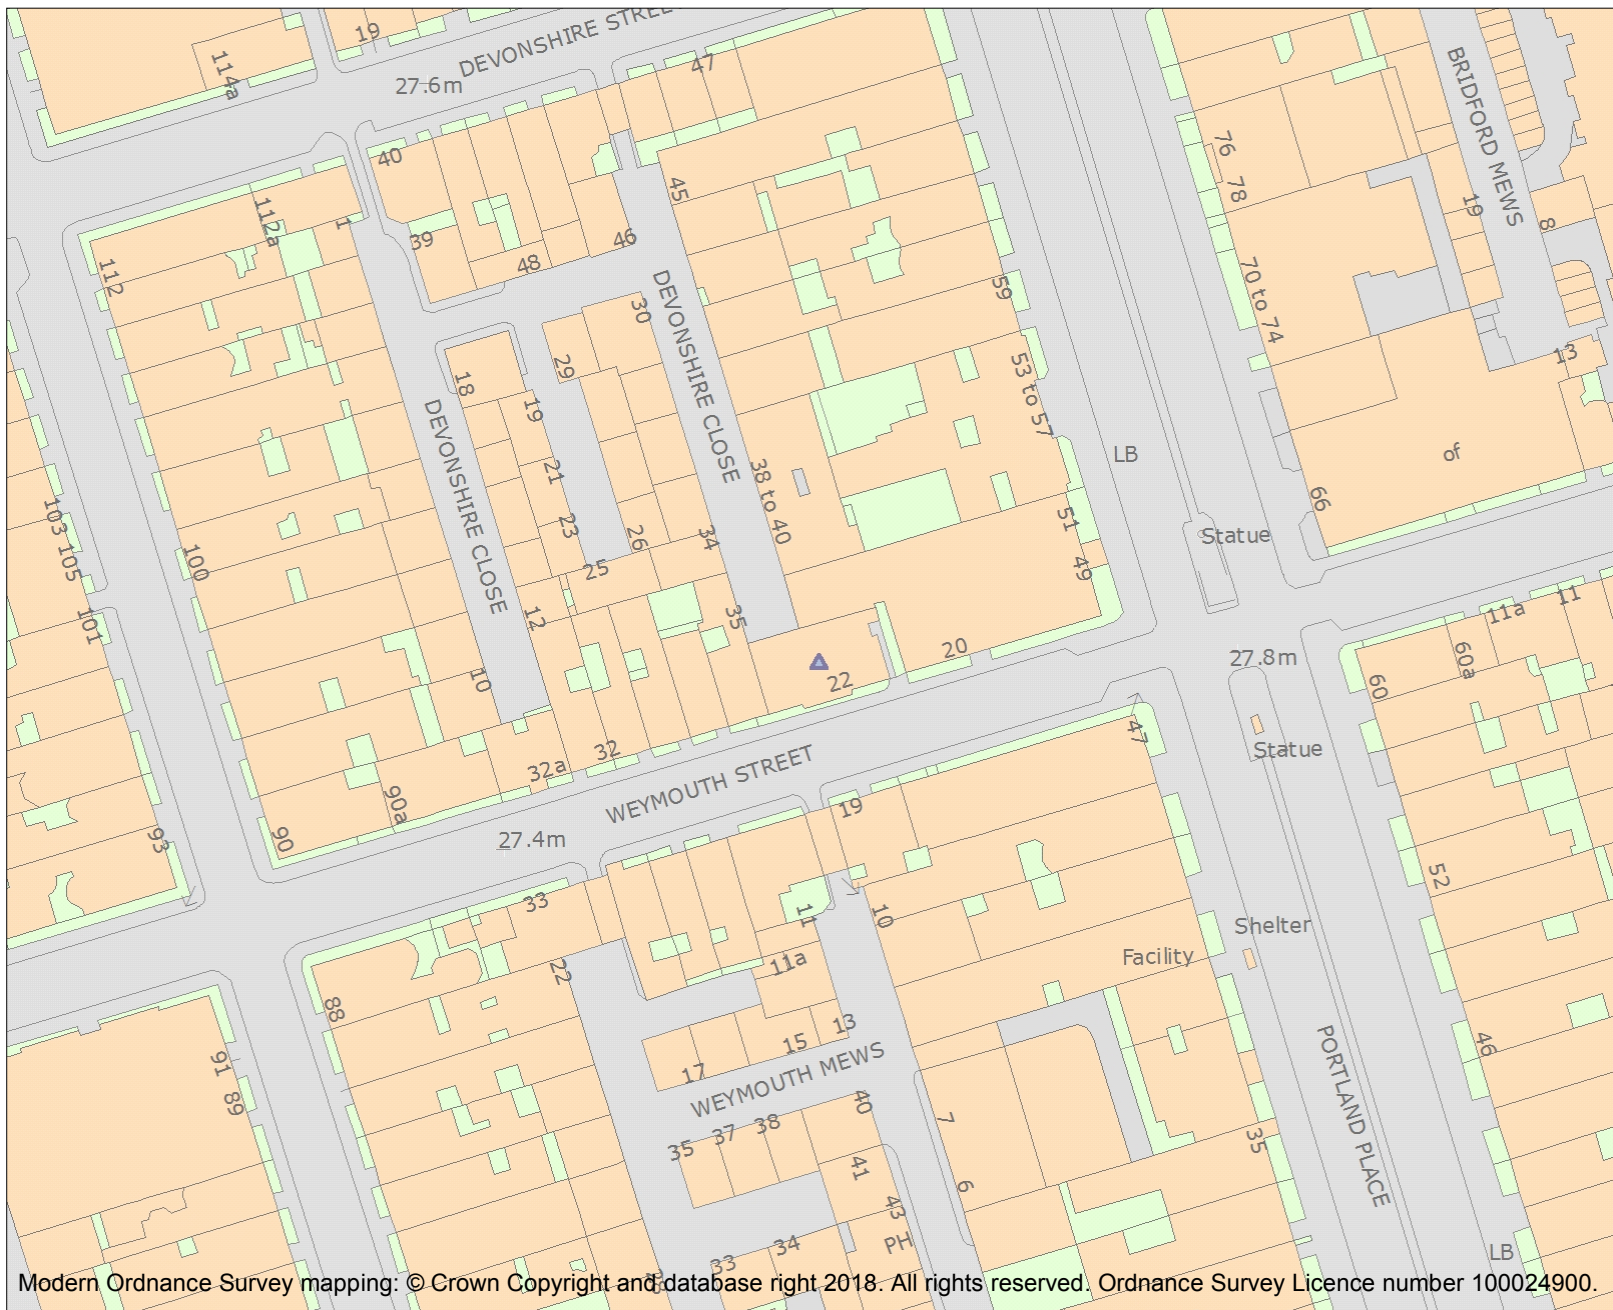 19
DEVONSHIRE STREE
114a
27.6m
47
BRIDFORD MEWS
40
76
78
45
112a
1
19
8
39
46
48
112
DEVONSHIRE CLOSE
59
70 to 74
30
29
13
18
53 to 57
19
DEVONSHIRE CLOSE
LB
of
21
38 to 40
66
103
105
23
26
34
51
Statue
100
25
49
101
12
35
11
11a
20
60a
27.8m
10
22
60
32
47
Statue
32a
WEYMOUTH STREET
90a
19
93
90
27.4m
52
33
11
10
Shelter
11a
Facility
22
88
13
15
46
91
17
WEYMOUTH MEWS
PORTLAND PLACE
89
40
7
38
37
35
35
41
6
43
PH
34
33
LB
Modern Ordnance Survey mapping: © Crown Copyright and database right 2018. All rights reserved. Ordnance Survey Licence number 100024900.